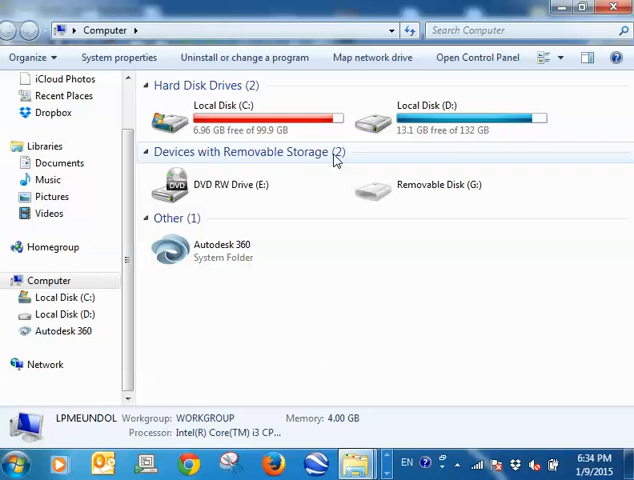 Computer
Search Computer
Organize
System properties
Uninstall or change a program
Map network drive
Open Control Panel
iCloud Photos
Recent Places
Dropbox
Libraries
Documents
Music
Pictures
Videos
Homegroup
Computer
Local Disk (C:)
Local Disk (D:)
Autodesk 360
Network
Hard Disk Drives (2)
Local Disk (C:)
6.96 GB free of 99.9 GB
Local Disk (D:)
13.1 GB free of 132 GB
Devices with Removable Storage (2)
DVD
DVD RW Drive (E:)
Removable Disk (G:)
Other (1)
Autodesk 360
System Folder
LPMEUNDOL Workgroup: WORKGROUP Memory: 4.00 GB
Processor: Intel(R) Core(TM) i3 CP...
EN
6:34 PM
1/9/2015